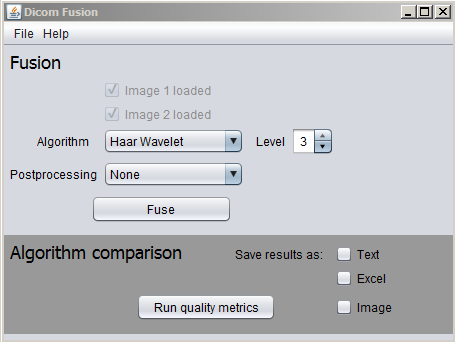 Dicom Fusion
File Help
Fusion
Image 1 loaded
Image 2 loaded
Algorithm Haar Wavelet Level 3
Postprocessing None
Fuse
Algorithm comparison Save results as: Text
Excel
Run quality metrics Image